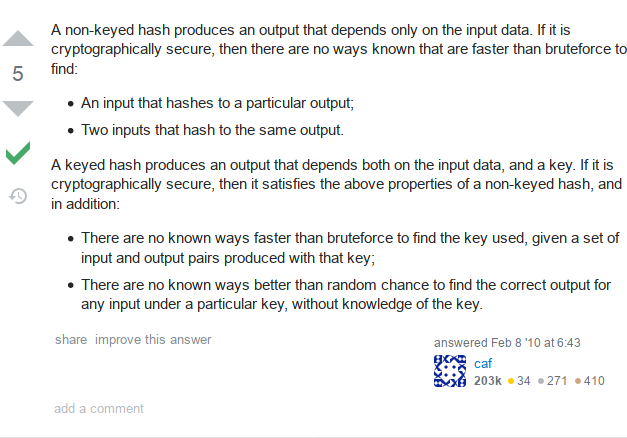 A non-keyed hash produces an output that depends only on the input data. If it is
cryptographically secure, then there are no ways known that are faster than bruteforce to
find:
5
• An input that hashes to a particular output;
• Two inputs that hash to the same output.
A keyed hash produces an output that depends both on the input data, and a key. If it is
cryptographically secure, then it satisfies the above properties of a non-keyed hash, and
in addition:
• There are no known ways faster than bruteforce to find the key used, given a set of
input and output pairs produced with that key;
• There are no known ways better than random chance to find the correct output for
any input under a particular key, without knowledge of the key.
share improve this answer
answered Feb 8 '10 at 6:43
caf
203k ● 34 ● 271 ● 410
add a comment